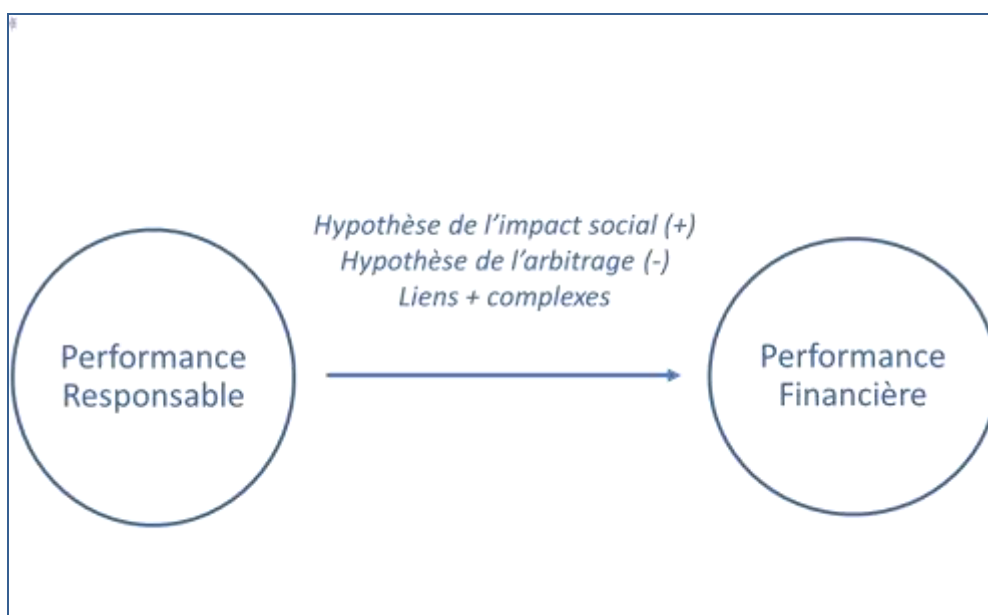 Hypothèse de l’impact social (+)
Hypothèse de l’arbitrage (-)
Liens + complexes
Performance
Responsable
Performance
Financière